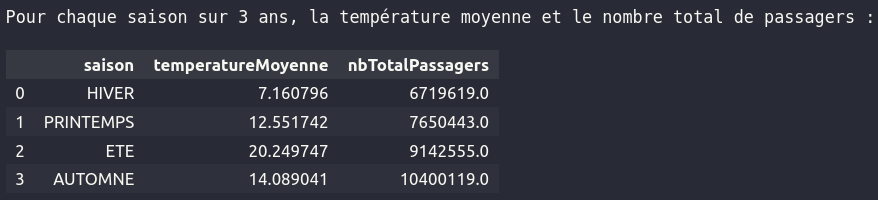 Pour chaque saison sur 3 ans, la température moyenne et le nombre total de passagers :
saison temperatureMoyenne nbTotalPassagers
0 HIVER 7.160796 6719619.0
1 PRINTEMPS 12.551742 7650443.0
2 ETE 20.249747 9142555.0
3 AUTOMNE 14.089041 10400119.0